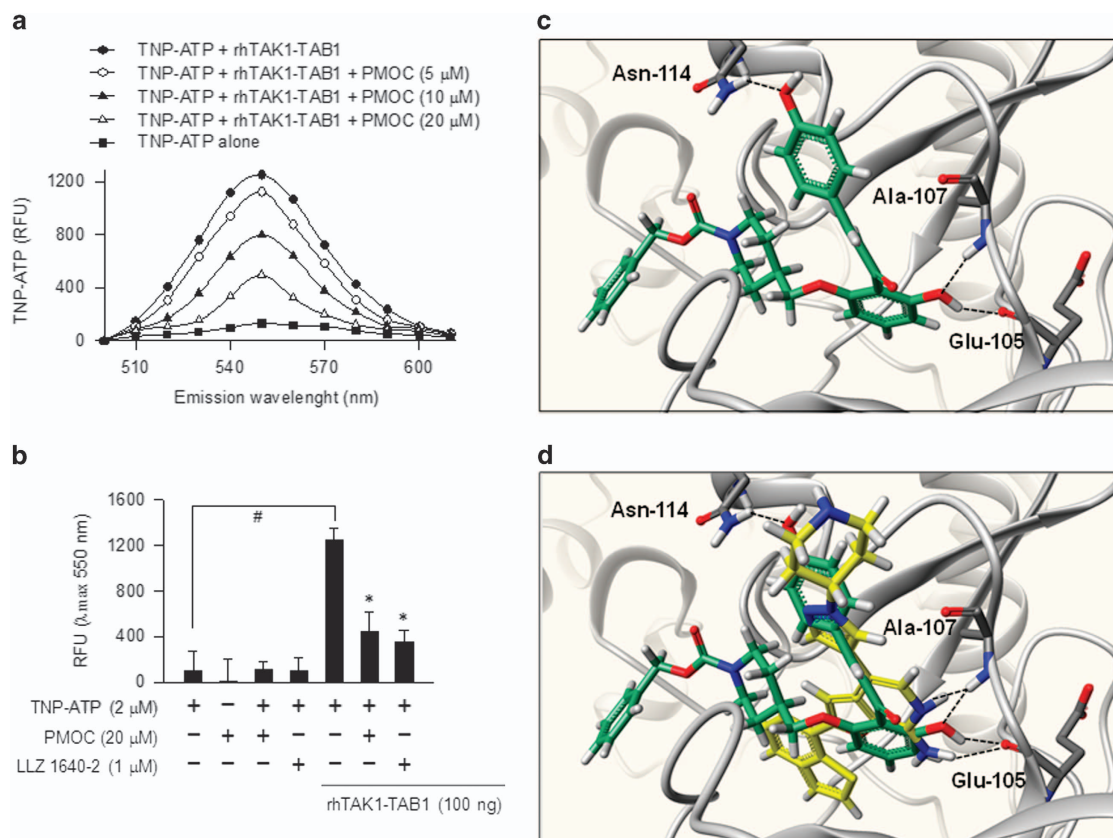 a
TNP-ATP + rhTAK1-TAB1
TNP-ATP + rhTAK1-TAB1 + PMOC (5 μM)
TNP-ATP + rhTAK1-TAB1 + PMOC (10 μM)
TNP-ATP + rhTAK1-TAB1 + PMOC (20 μM)
TNP-ATP alone
TNP-ATP (RFU)
1200
800
400
0
510 540 570 600
Emission wavelenght (nm)
b
RFU (λmax 550 nm)
1600
1200
800
400
0
#
* *
TNP-ATP (2 μM) + − + + + + +
PMOC (20 μM) − + + − − + −
LLZ 1640-2 (1 μM) − − − + − − +
rhTAK1-TAB1 (100 ng)
c
Asn-114
Ala-107
Glu-105
d
Asn-114
Ala-107
Glu-105